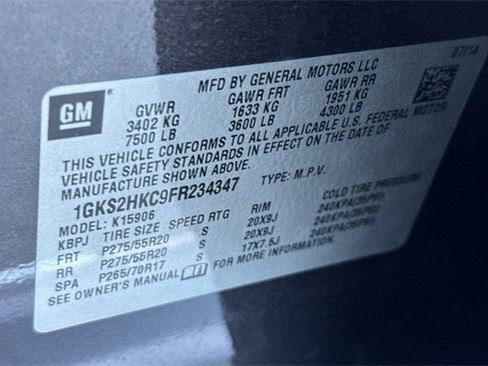 07/14
MFD BY GENERAL MOTORS LLC
GM
GVWR GAWR FRT GAWR RR
3402 KG 1633 KG 1951 KG
7500 LB 3600 LB 4300 LB
THIS VEHICLE CONFORMS TO ALL APPLICABLE U.S. FEDERAL MOTOR
VEHICLE SAFETY STANDARDS IN EFFECT ON THE DATE OF
MANUFACTURE SHOWN ABOVE.
1GKS2HKC9FR234347 TYPE: M.P.V.
MODEL: K15906
KBPJ TIRE SIZE SPEED RTG RIM COLD TIRE PRESSURE
FRT P275/55R20 S 20X9J 240KPA(35PSI)
RR P275/55R20 S 20X9J 240KPA(35PSI)
SPA P265/70R17 S 17X7.5J 240KPA(35PSI)
SEE OWNER'S MANUAL FOR MORE INFORMATION.